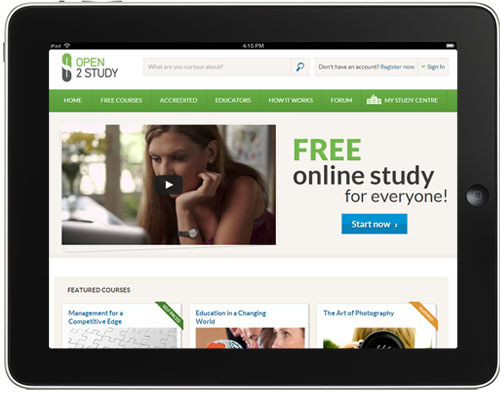 iPad
4:15 PM
OPEN
2 STUDY
What are you curious about?
Don't have an account? Register now
Sign In
HOME
FREE COURSES
ACCREDITED
EDUCATORS
HOW IT WORKS
FORUM
MY STUDY CENTRE
FREE
online study
for everyone!
Start now ›
FEATURED COURSES
Management for a
Competitive Edge
Education in a Changing
World
The Art of Photography